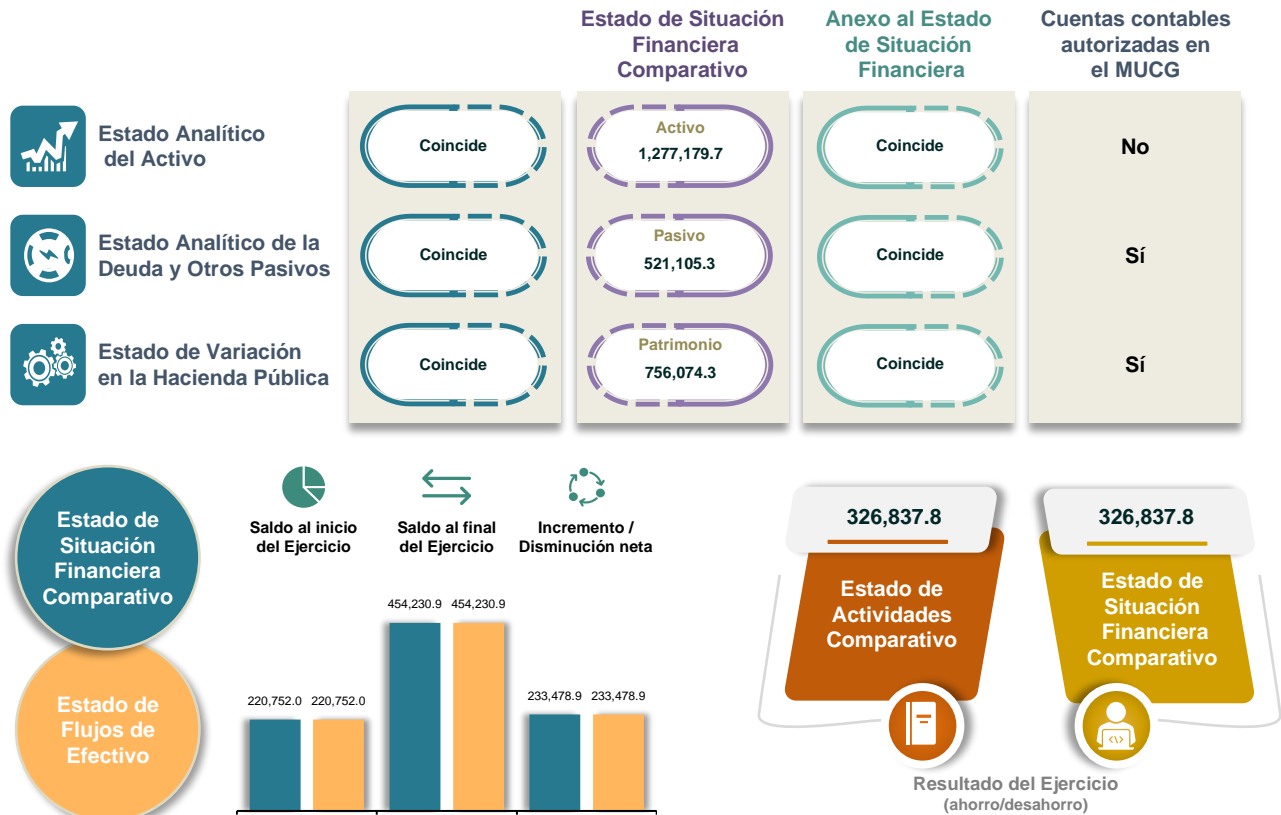 Estado de Situación
Financiera
Comparativo
Anexo al Estado
de Situación
Financiera
Cuentas contables
autorizadas en
el MUCG
Estado Analítico
del Activo
Coincide
Activo
1,277,179.7
Coincide
No
Estado Analítico de la
Deuda y Otros Pasivos
Coincide
Pasivo
521,105.3
Coincide
Sí
Estado de Variación
en la Hacienda Pública
Coincide
Patrimonio
756,074.3
Coincide
Sí
Estado de
Situación
Financiera
Comparativo
Estado de
Flujos de
Efectivo
Saldo al inicio
del Ejercicio
Saldo al final
del Ejercicio
Incremento /
Disminución neta
220,752.0 220,752.0
454,230.9 454,230.9
233,478.9 233,478.9
326,837.8
Estado de
Actividades
Comparativo
326,837.8
Estado de
Situación
Financiera
Comparativo
Resultado del Ejercicio
(ahorro/desahorro)